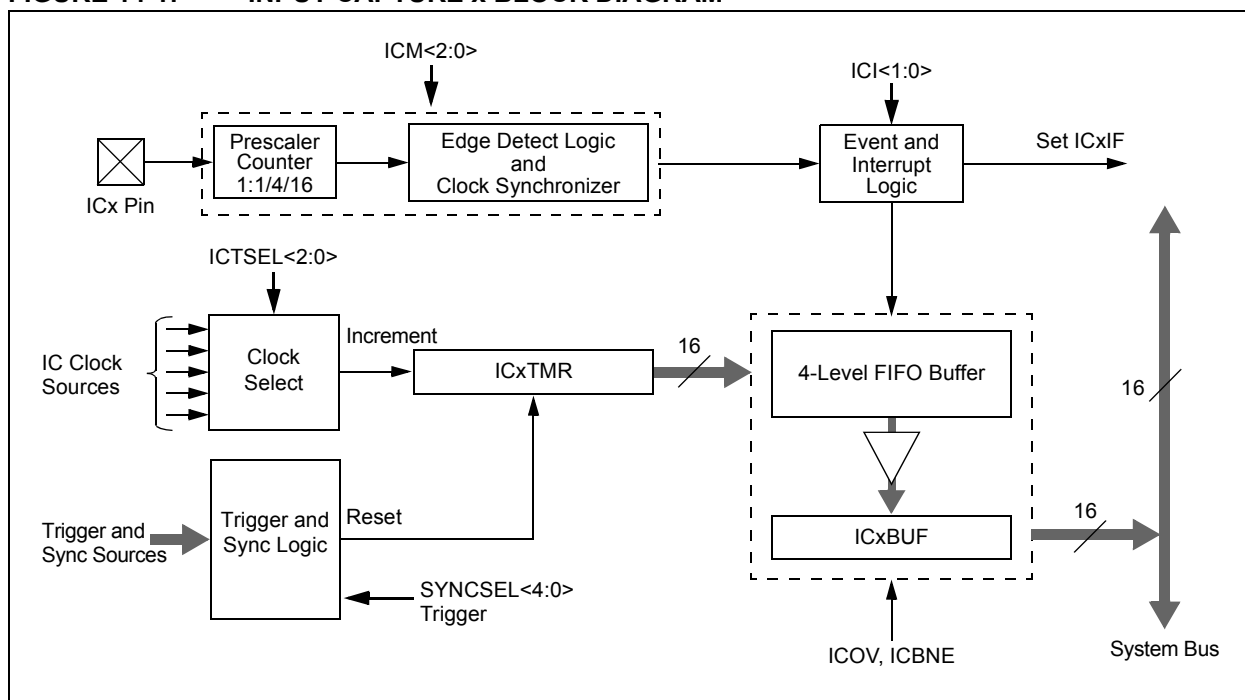 ICM<2:0>
ICI<1:0>
Prescaler
Counter
1:1/4/16
Edge Detect Logic
and
Clock Synchronizer
Event and
Interrupt
Logic
Set ICxIF
ICx Pin
ICTSEL<2:0>
IC Clock
Sources
Clock
Select
Increment
ICxTMR
16
4-Level FIFO Buffer
16
Trigger and
Sync Sources
Trigger and
Sync Logic
Reset
ICxBUF
16
SYNCSEL<4:0>
Trigger
ICOV, ICBNE
System Bus